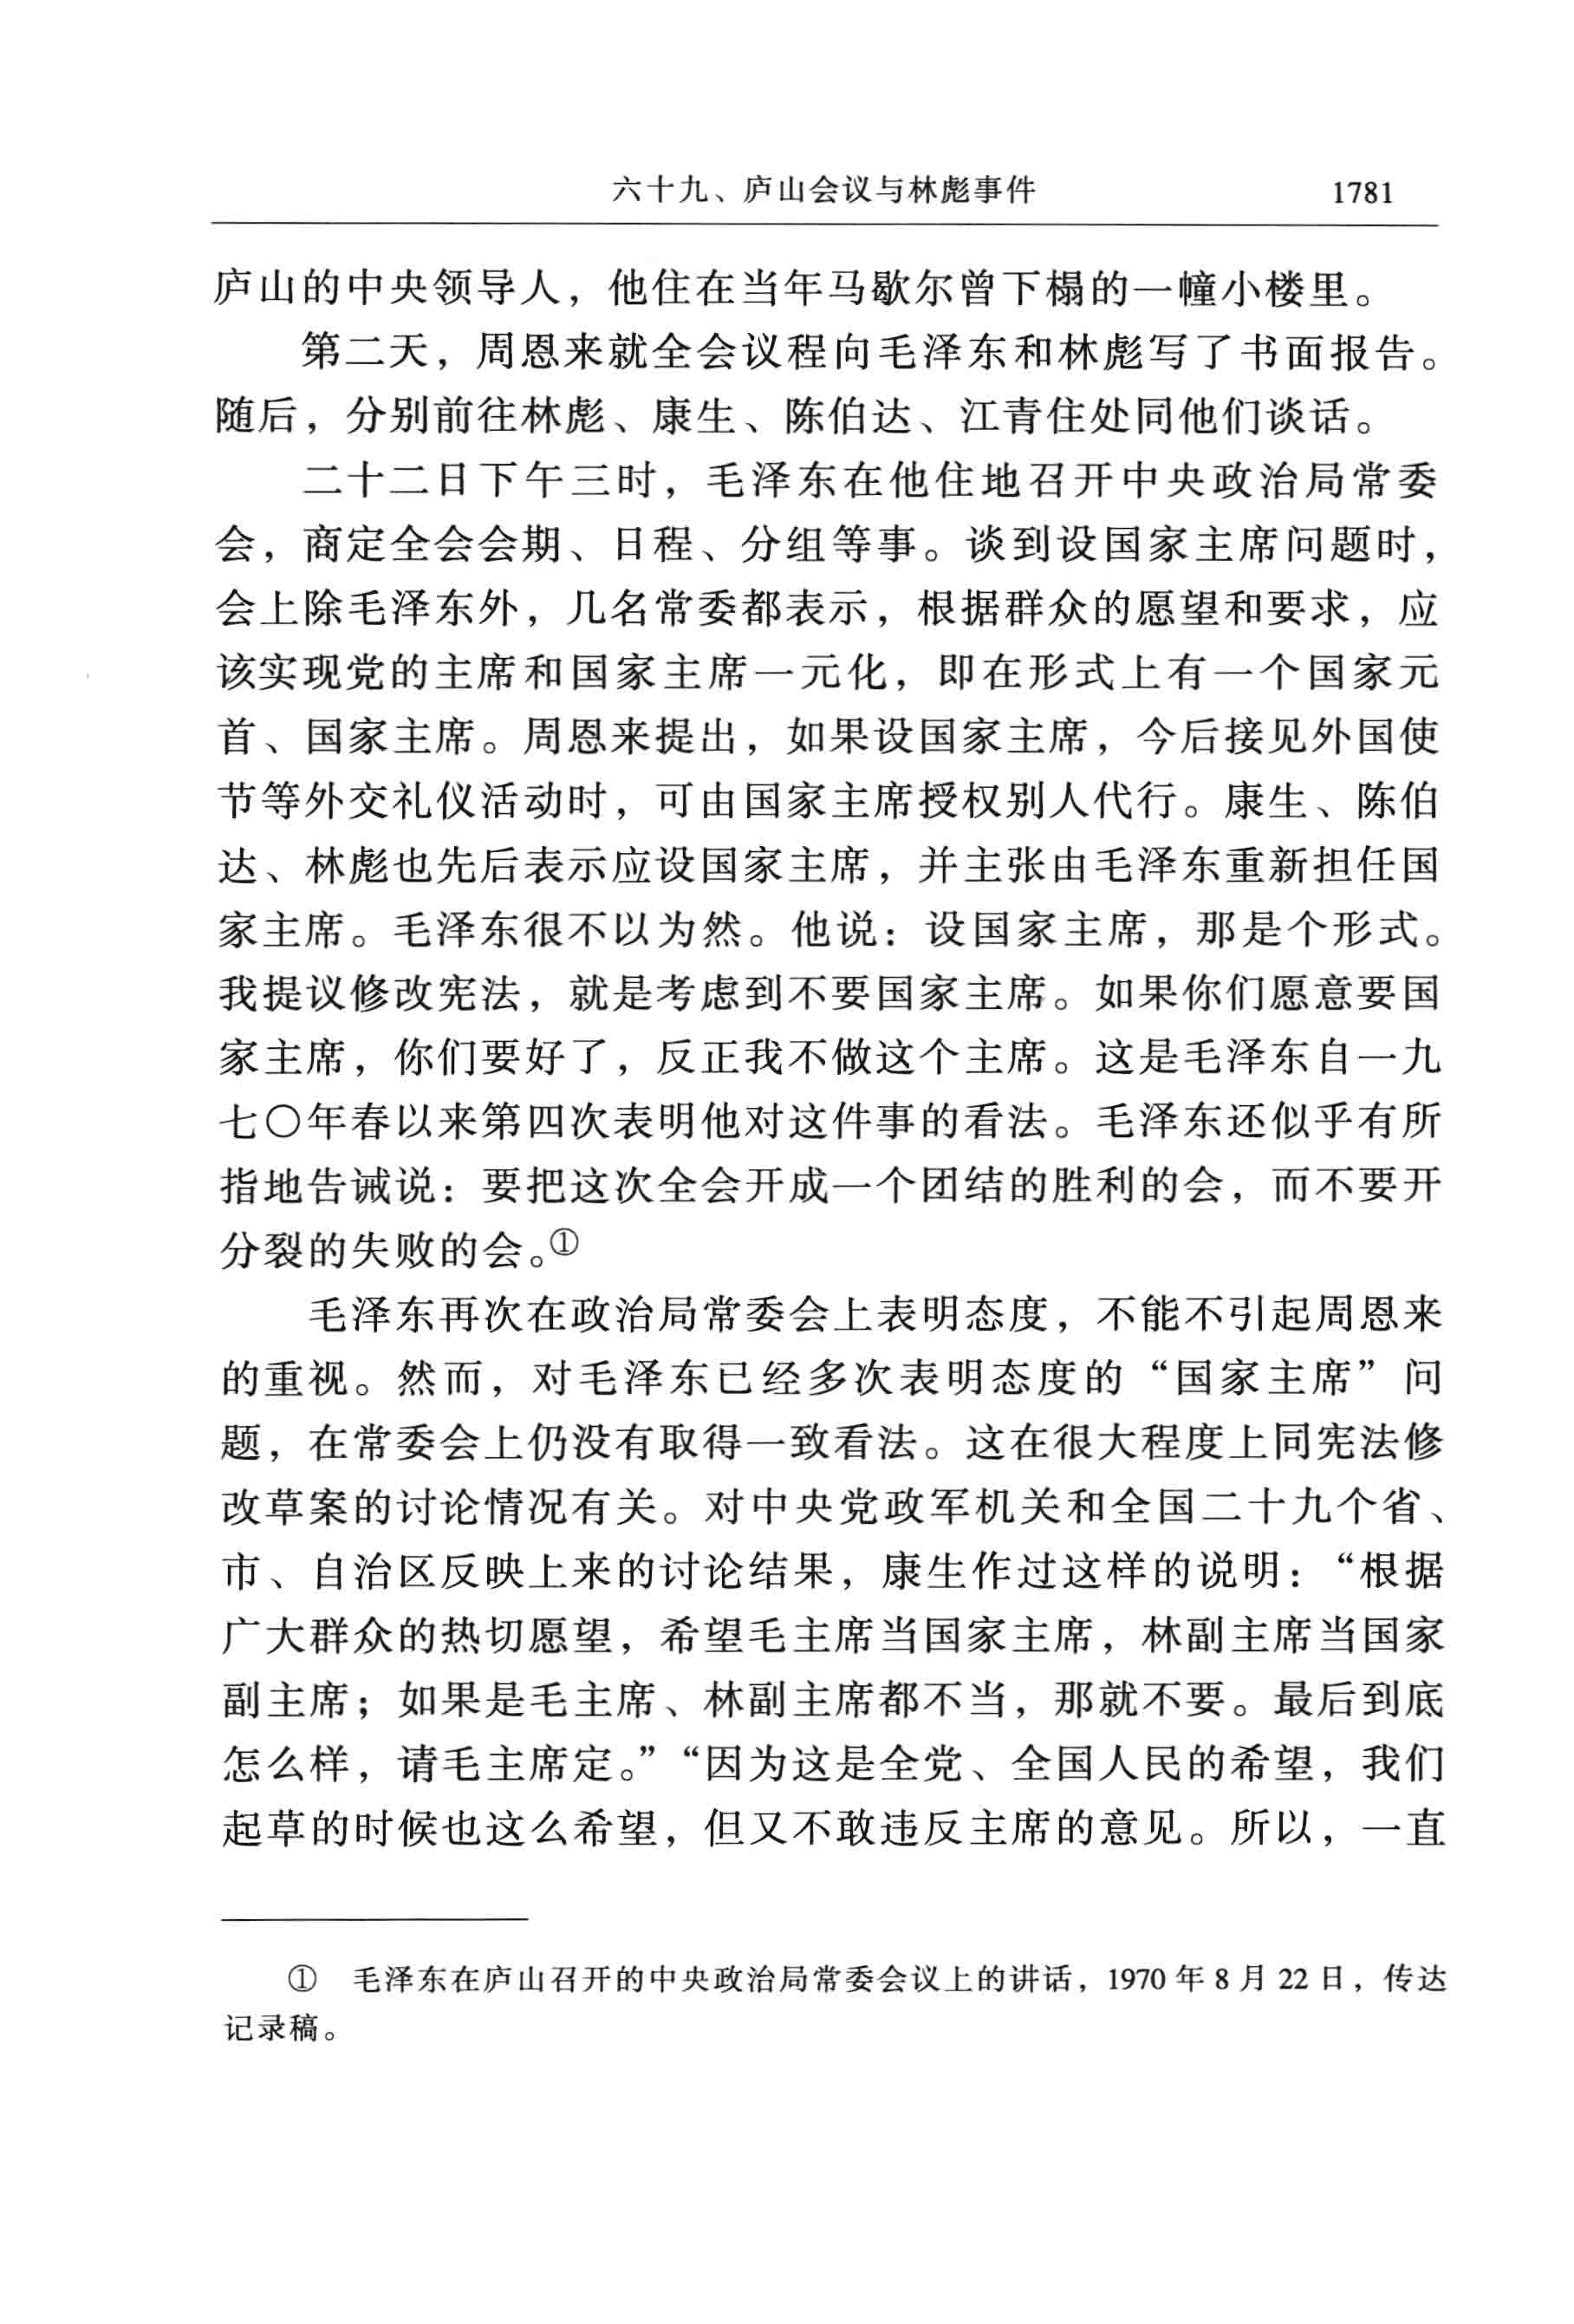 六十九、庐山会议与林彪事件 1781
庐山的中央领导人，他住在当年马歇尔曾下榻的一幢小楼里。
第二天，周恩来就全会议程向毛泽东和林彪写了书面报告。
随后，分别前往林彪、康生、陈伯达、江青住处同他们谈话。
二十二日下午三时，毛泽东在他住地召开中央政治局常委
会，商定全会会期、日程、分组等事。谈到设国家主席问题时，
会上除毛泽东外，几名常委都表示，根据群众的愿望和要求，应
该实现党的主席和国家主席一元化，即在形式上有一个国家元
首、国家主席。周恩来提出，如果设国家主席，今后接见外国使
节等外交礼仪活动时，可由国家主席授权别人代行。康生、陈伯
达、林彪也先后表示应设国家主席，并主张由毛泽东重新担任国
家主席。毛泽东很不以为然。他说：设国家主席，那是个形式。
我提议修改宪法，就是考虑到不要国家主席。如果你们愿意要国
家主席，你们要好了，反正我不做这个主席。这是毛泽东自一九
七〇年春以来第四次表明他对这件事的看法。毛泽东还似乎有所
指地告诫说：要把这次全会开成一个团结的胜利的会，而不要开
分裂的失败的会。①
毛泽东再次在政治局常委会上表明态度，不能不引起周恩来
的重视。然而，对毛泽东已经多次表明态度的“国家主席”问
题，在常委会上仍没有取得一致看法。这在很大程度上同宪法修
改草案的讨论情况有关。对中央党政军机关和全国二十九个省、
市、自治区反映上来的讨论结果，康生作过这样的说明：“根据
广大群众的热切愿望，希望毛主席当国家主席，林副主席当国家
副主席；如果是毛主席、林副主席都不当，那就不要。最后到底
怎么样，请毛主席定。”“因为这是全党、全国人民的希望，我们
起草的时候也这么希望，但又不敢违反主席的意见。所以，一直
① 毛泽东在庐山召开的中央政治局常委会议上的讲话，1970 年 8 月 22 日，传达
记录稿。